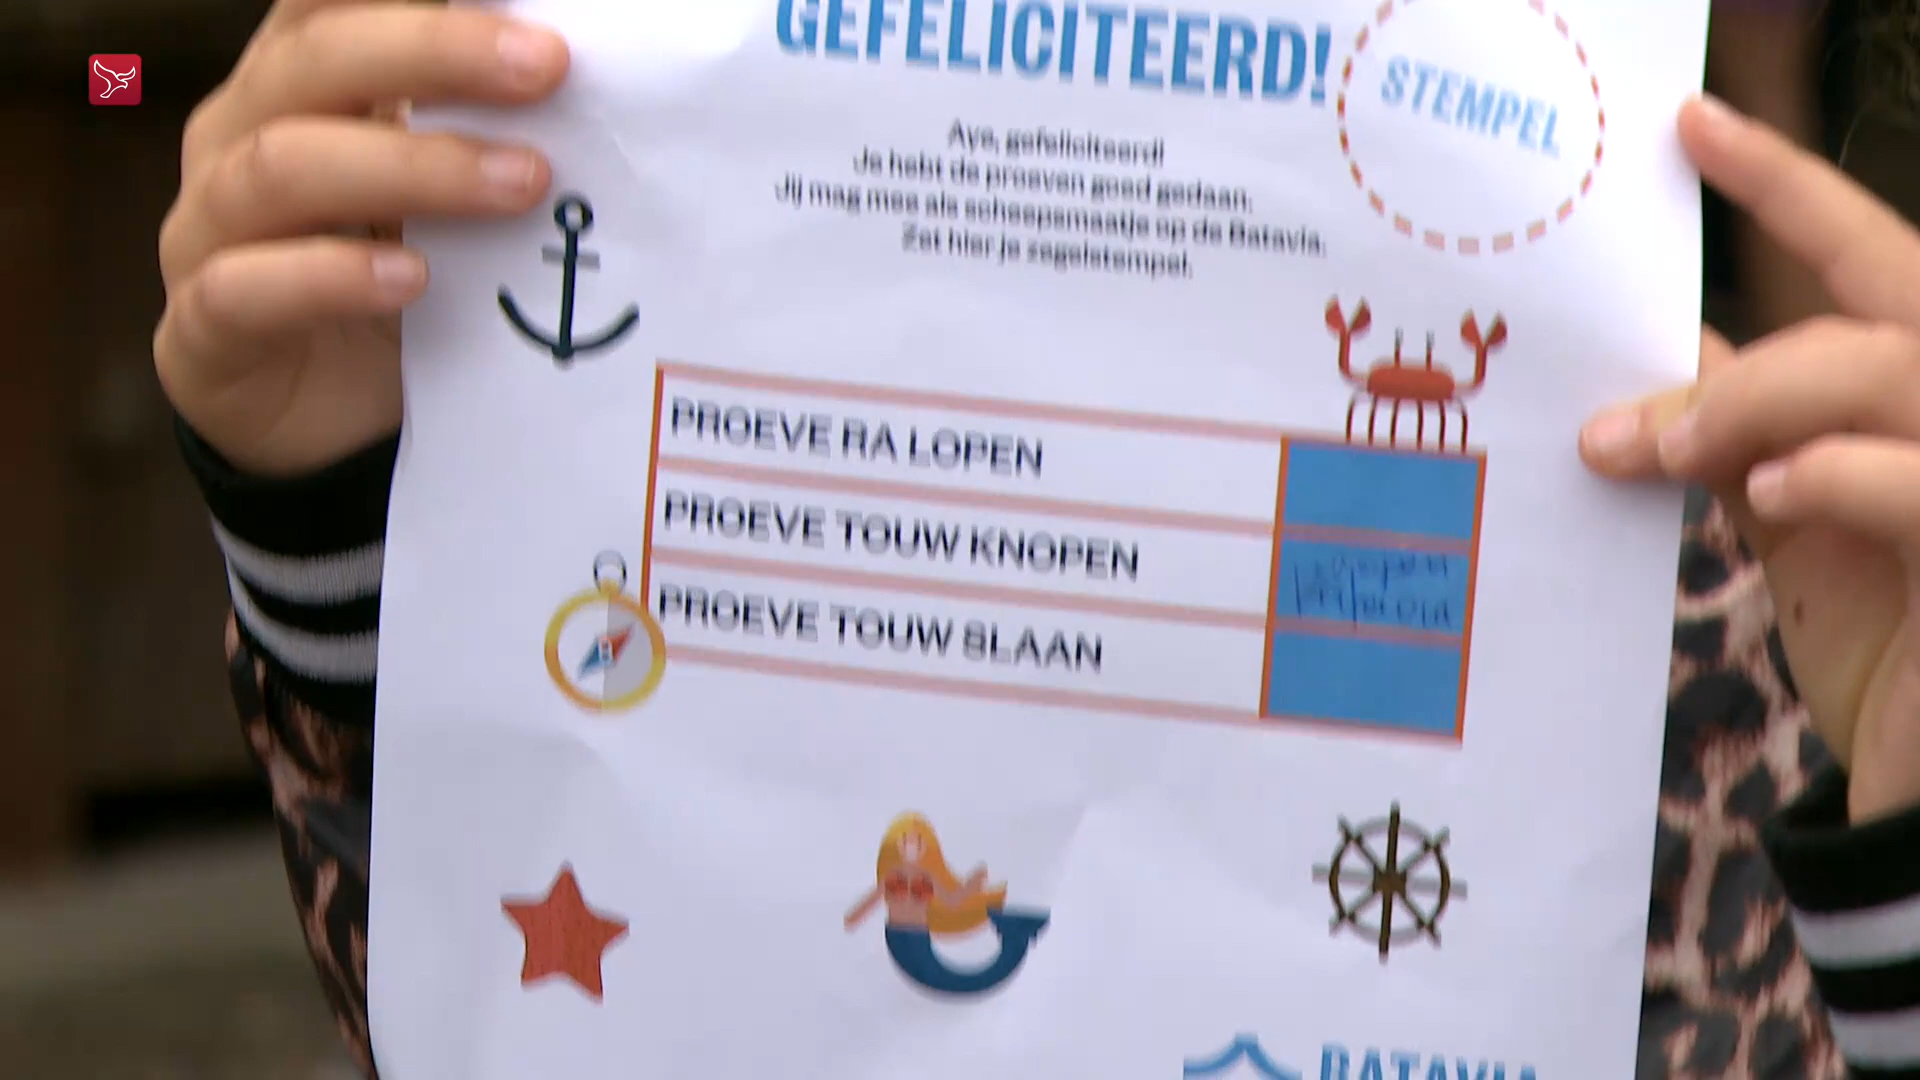 GEFELICITEERD!
STEMPEL
Aye, gefeliciteerd!
Je hebt de proeven goed gedaan.
Jij mag mee als scheepsmaatje op de Batavia.
Zet hier je zegelstempel.
PROEVE RA LOPEN
PROEVE TOUW KNOPEN
PROEVE TOUW SLAAN
BATAVIA